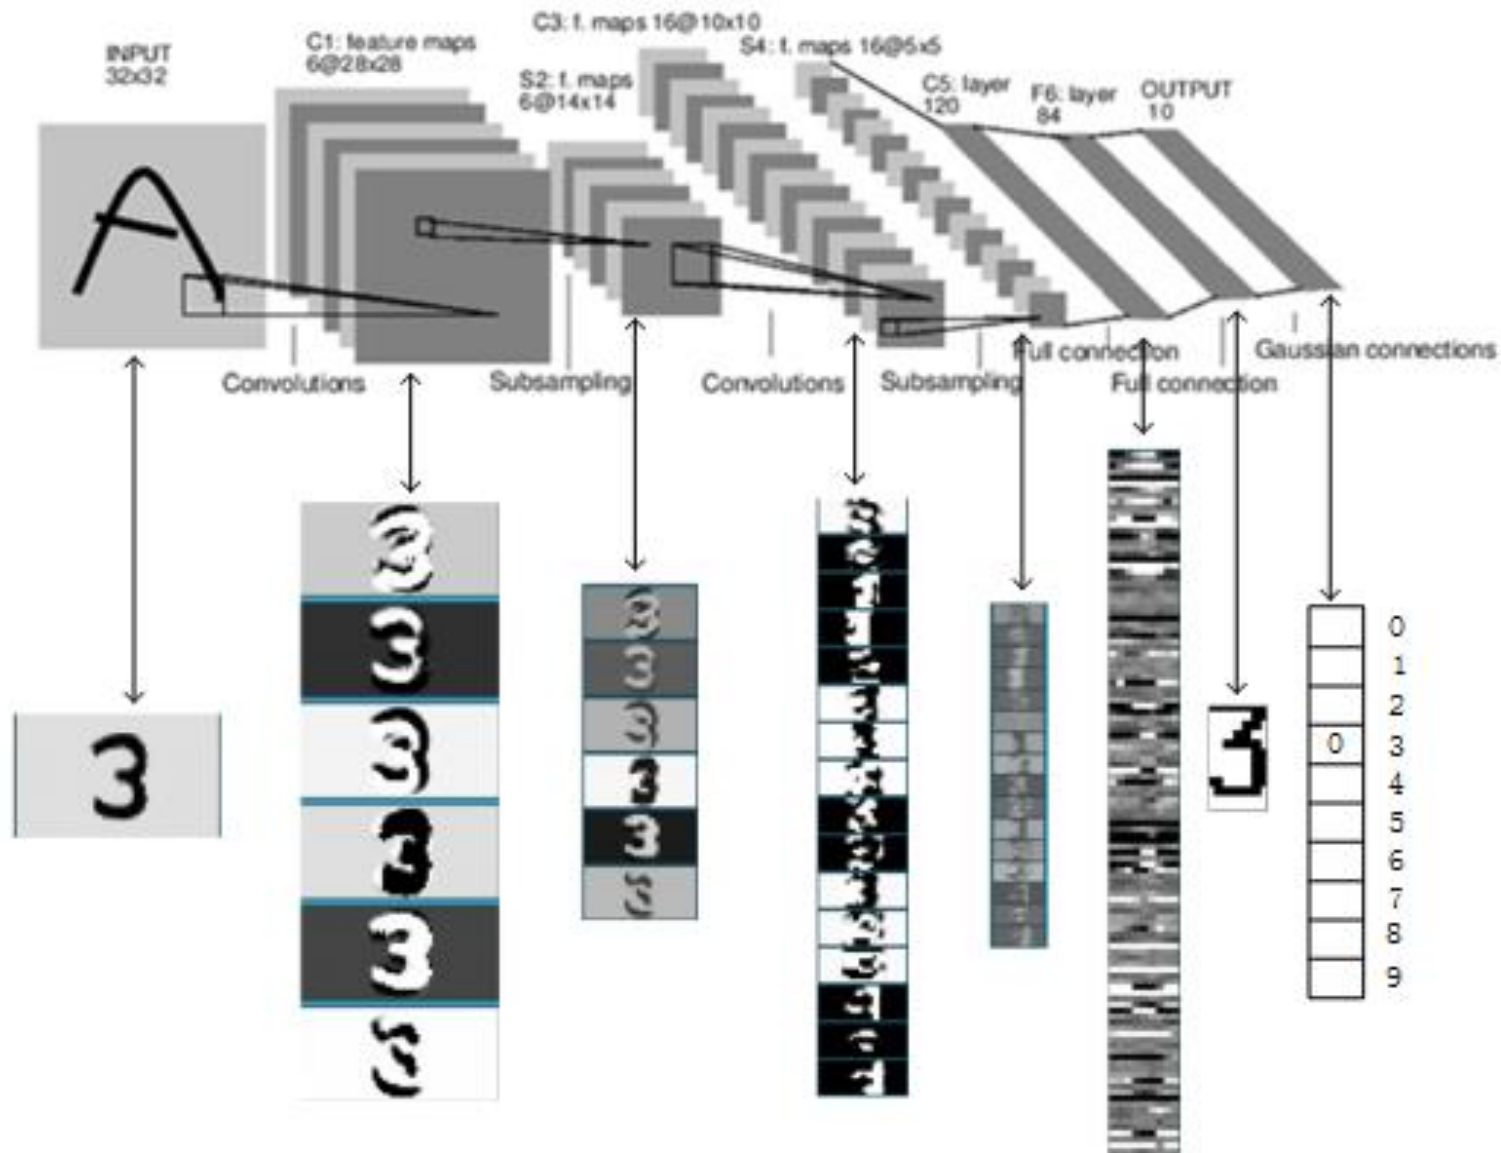 INPUT
32x32
C1: feature maps
6@28x28
S2: f. maps
6@14x14
C3: f. maps 16@10x10
S4: f. maps 16@5x5
C5: layer
120
F6: layer
84
OUTPUT
10
A
Convolutions
Subsampling
Convolutions
Subsampling
Full connection
Full connection
Gaussian connections
3
3
0
0
1
2
3
4
5
6
7
8
9